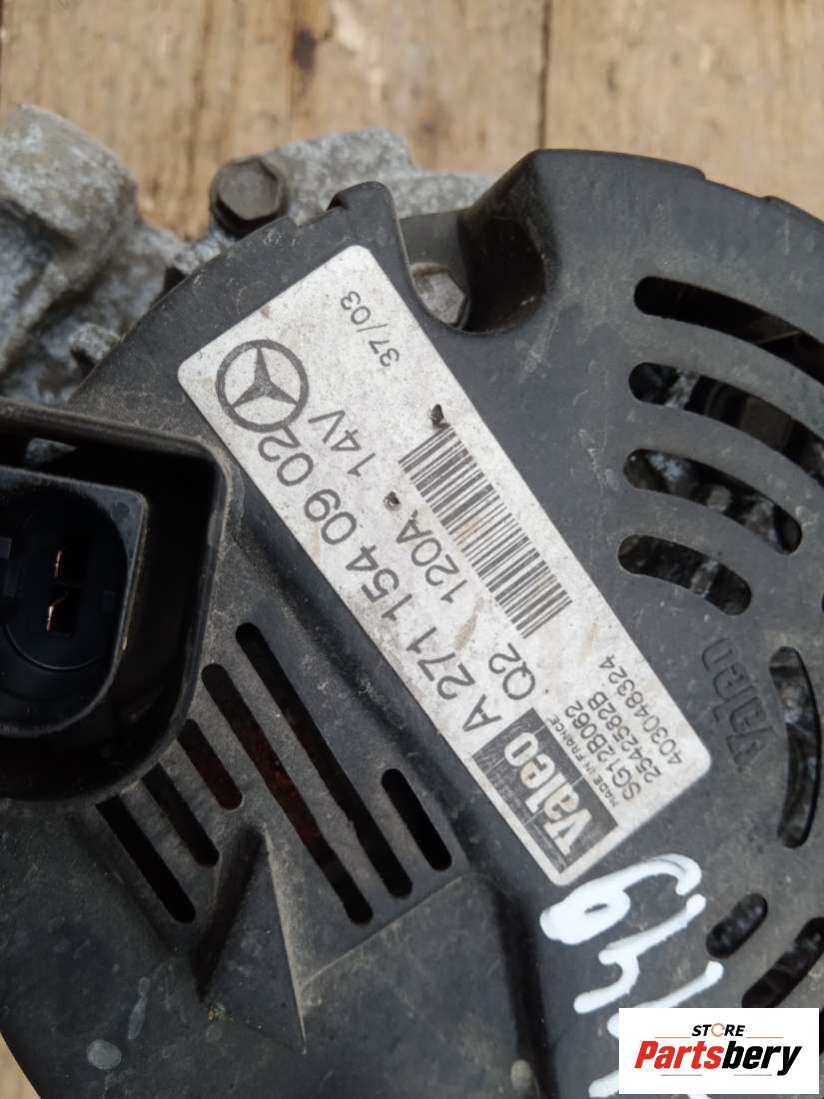 A 271 154 09 02
Q2 120A 14V
37/03
Valeo
MADE IN FRANCE
SG12B062
2542582B
403048324
Valeo
STORE
Partsbery